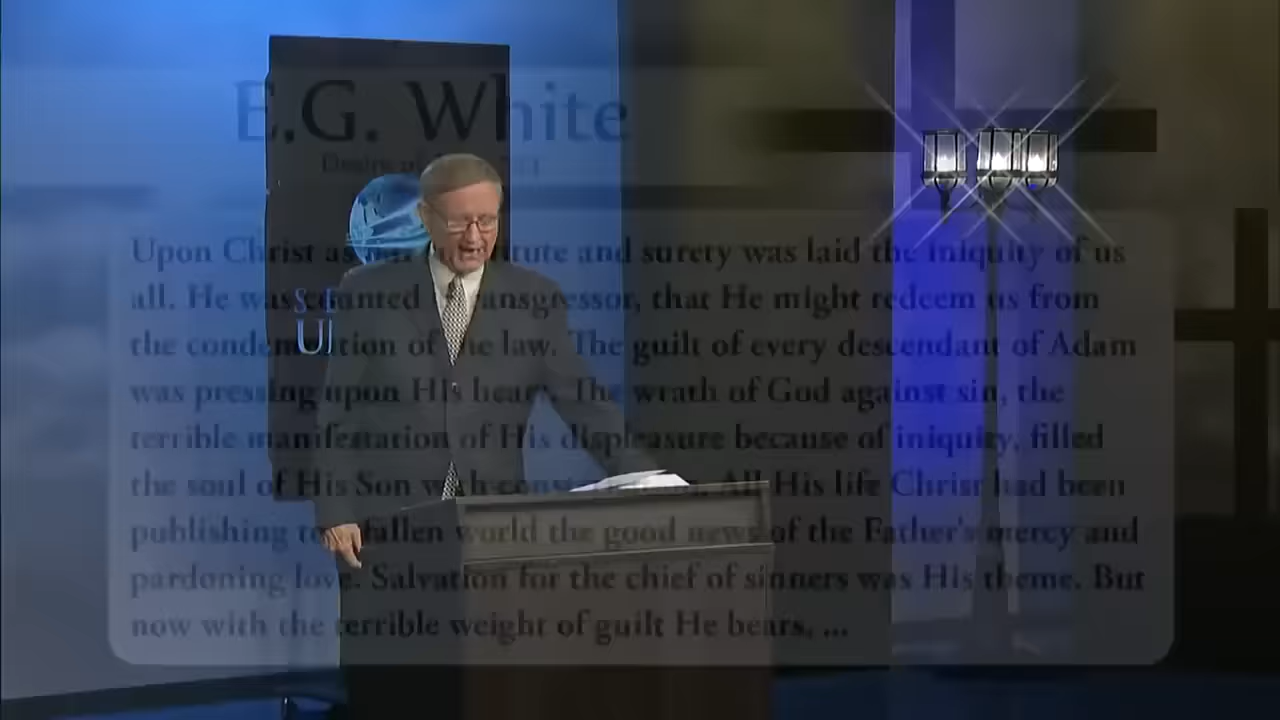 E.G. White
Desire of
Upon Christ as our substitute and surety was laid the iniquity of us
all. He was counted a transgressor, that He might redeem us from
the condemnation of the law. The guilt of every descendant of Adam
was pressing upon His heart. The wrath of God against sin, the
terrible manifestation of His displeasure because of iniquity, filled
the soul of His Son with consternation. All His life Christ had been
publishing to a fallen world the good news of the Father's mercy and
pardoning love. Salvation for the chief of sinners was His theme. But
now with the terrible weight of guilt He bears, ...